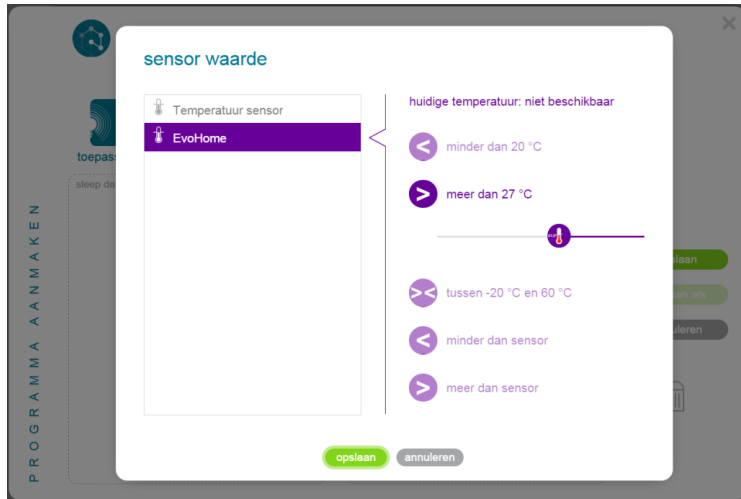 ×
sensor waarde
Temperatuur sensor
EvoHome
huidige temperatuur: niet beschikbaar
< minder dan 20 °C
> meer dan 27 °C
>< tussen -20 °C en 60 °C
< minder dan sensor
> meer dan sensor
opslaan
annuleren
toepass
sleep de
PROGRAMMA AANMAKEN
slaan
uleren